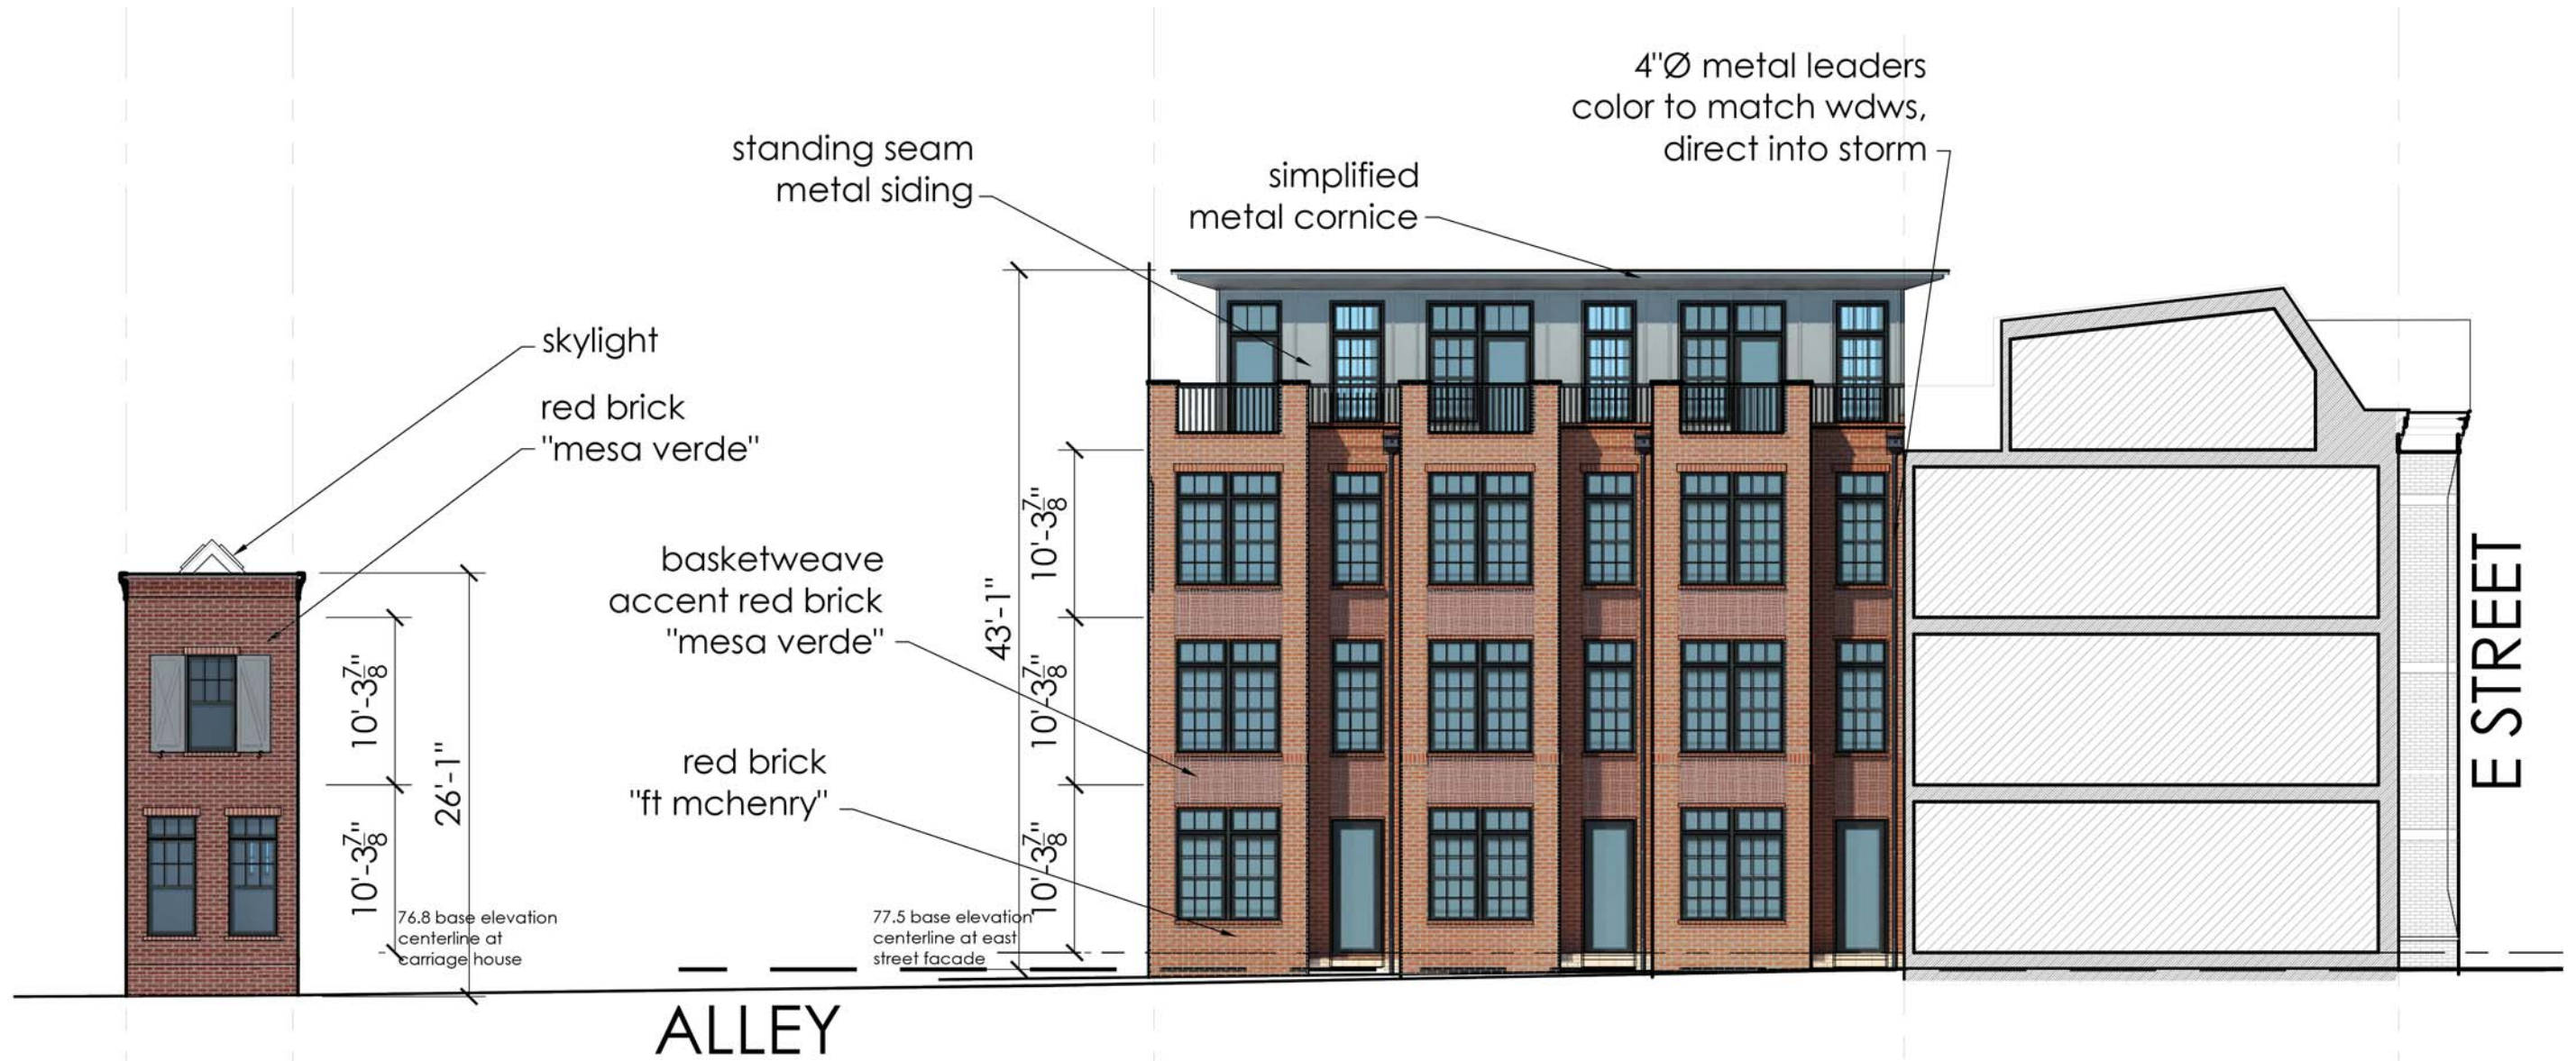 4"Ø metal leaders
color to match wdws,
direct into storm
standing seam
metal siding
simplified
metal cornice
skylight
red brick
"mesa verde"
basketweave
accent red brick
"mesa verde"
red brick
"ft mchenry"
10'-3⅞"
10'-3⅞"
26'-1"
43'-1"
10'-3⅞"
10'-3⅞"
10'-3⅞"
76.8 base elevation
centerline at
carriage house
77.5 base elevation
centerline at east
street facade
E STREET
ALLEY